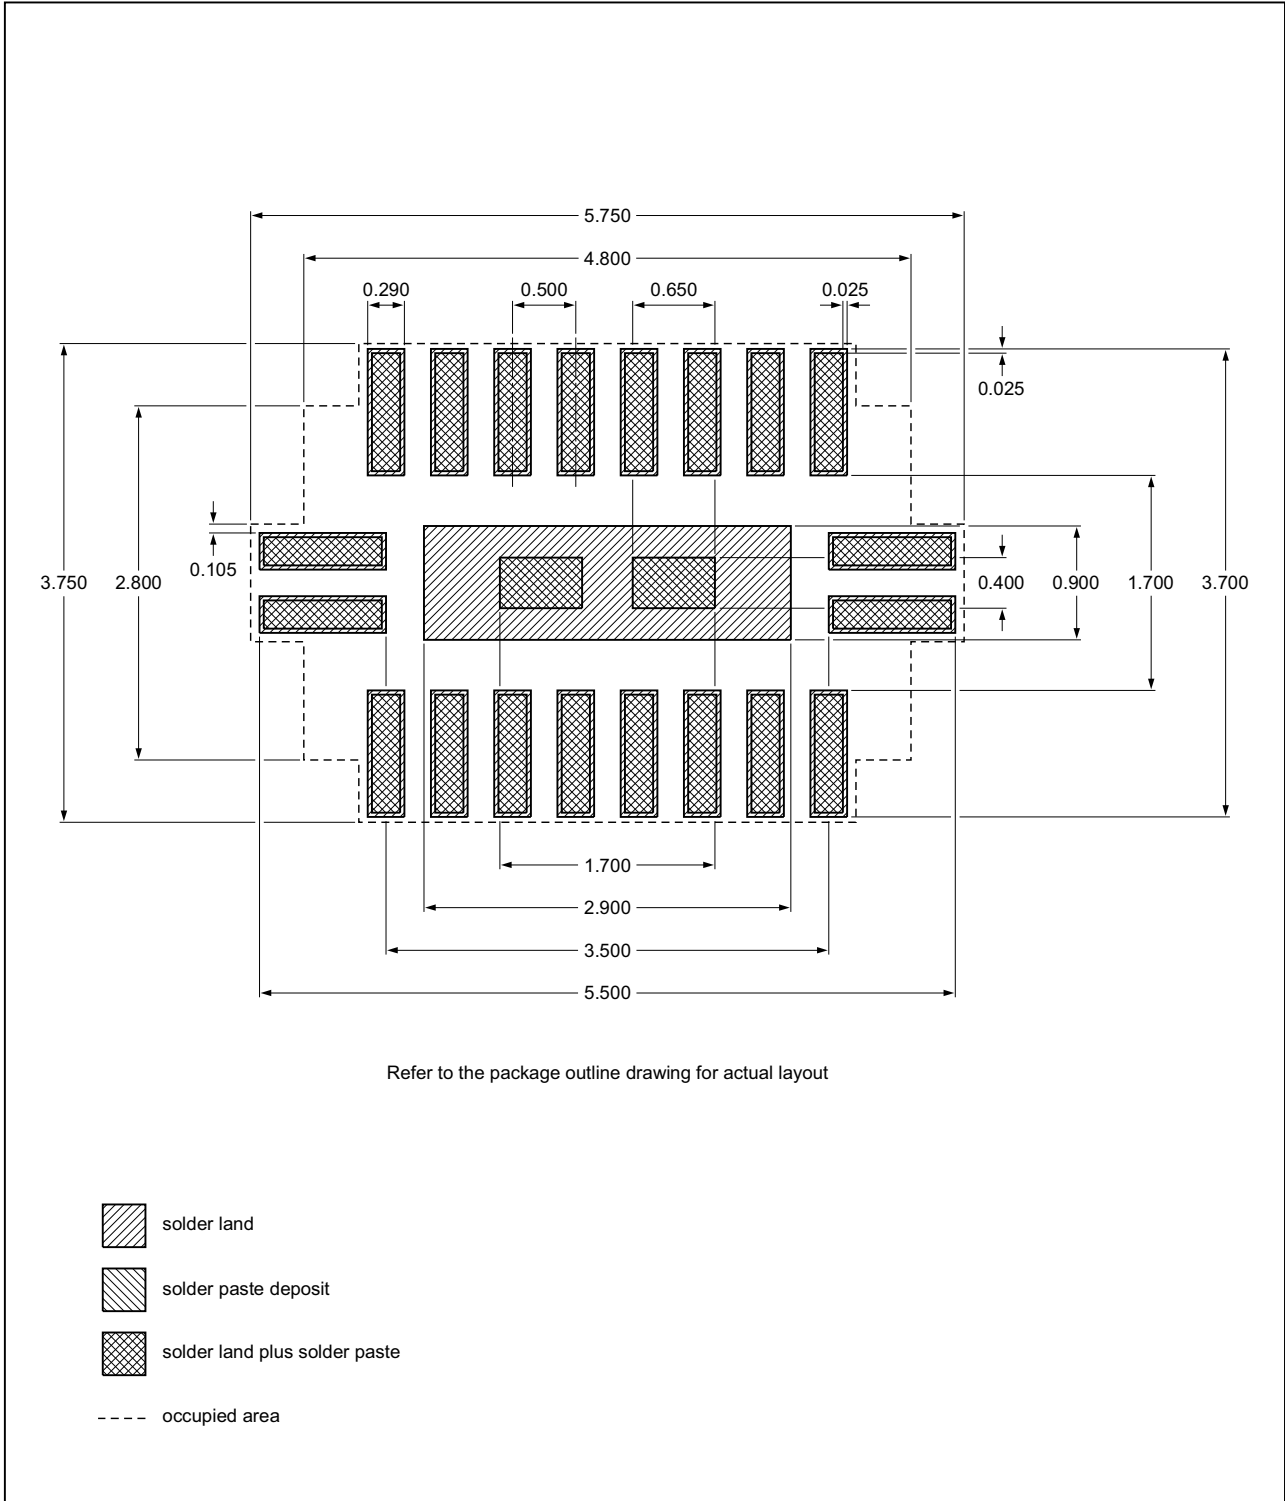 5.750
4.800
0.290 0.500 0.650 0.025
0.025
0.105
3.750 2.800 0.400 0.900 1.700 3.700
1.700
2.900
3.500
5.500
Refer to the package outline drawing for actual layout
solder land
solder paste deposit
solder land plus solder paste
occupied area